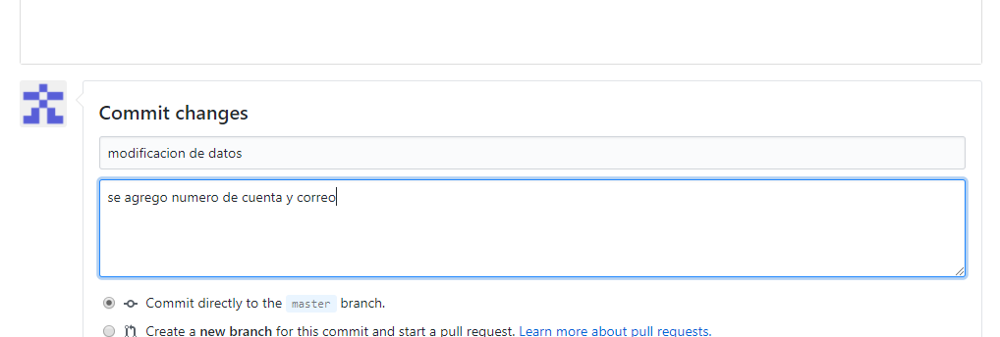 Commit changes
modificacion de datos
se agrego numero de cuenta y correo
Commit directly to the master branch.
Create a new branch for this commit and start a pull request. Learn more about pull requests.